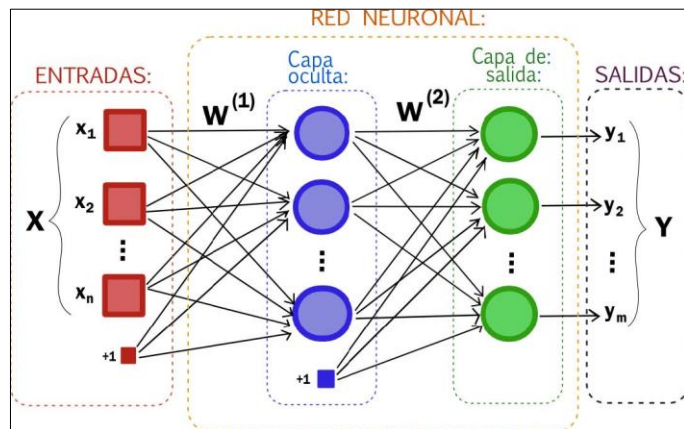 RED NEURONAL:
ENTRADAS:
Capa
oculta:
Capa de
salida:
SALIDAS:
W(1)
W(2)
X
x1
x2
⋮
xn
+1
⋮
+1
⋮
y1
y2
⋮
ym
Y